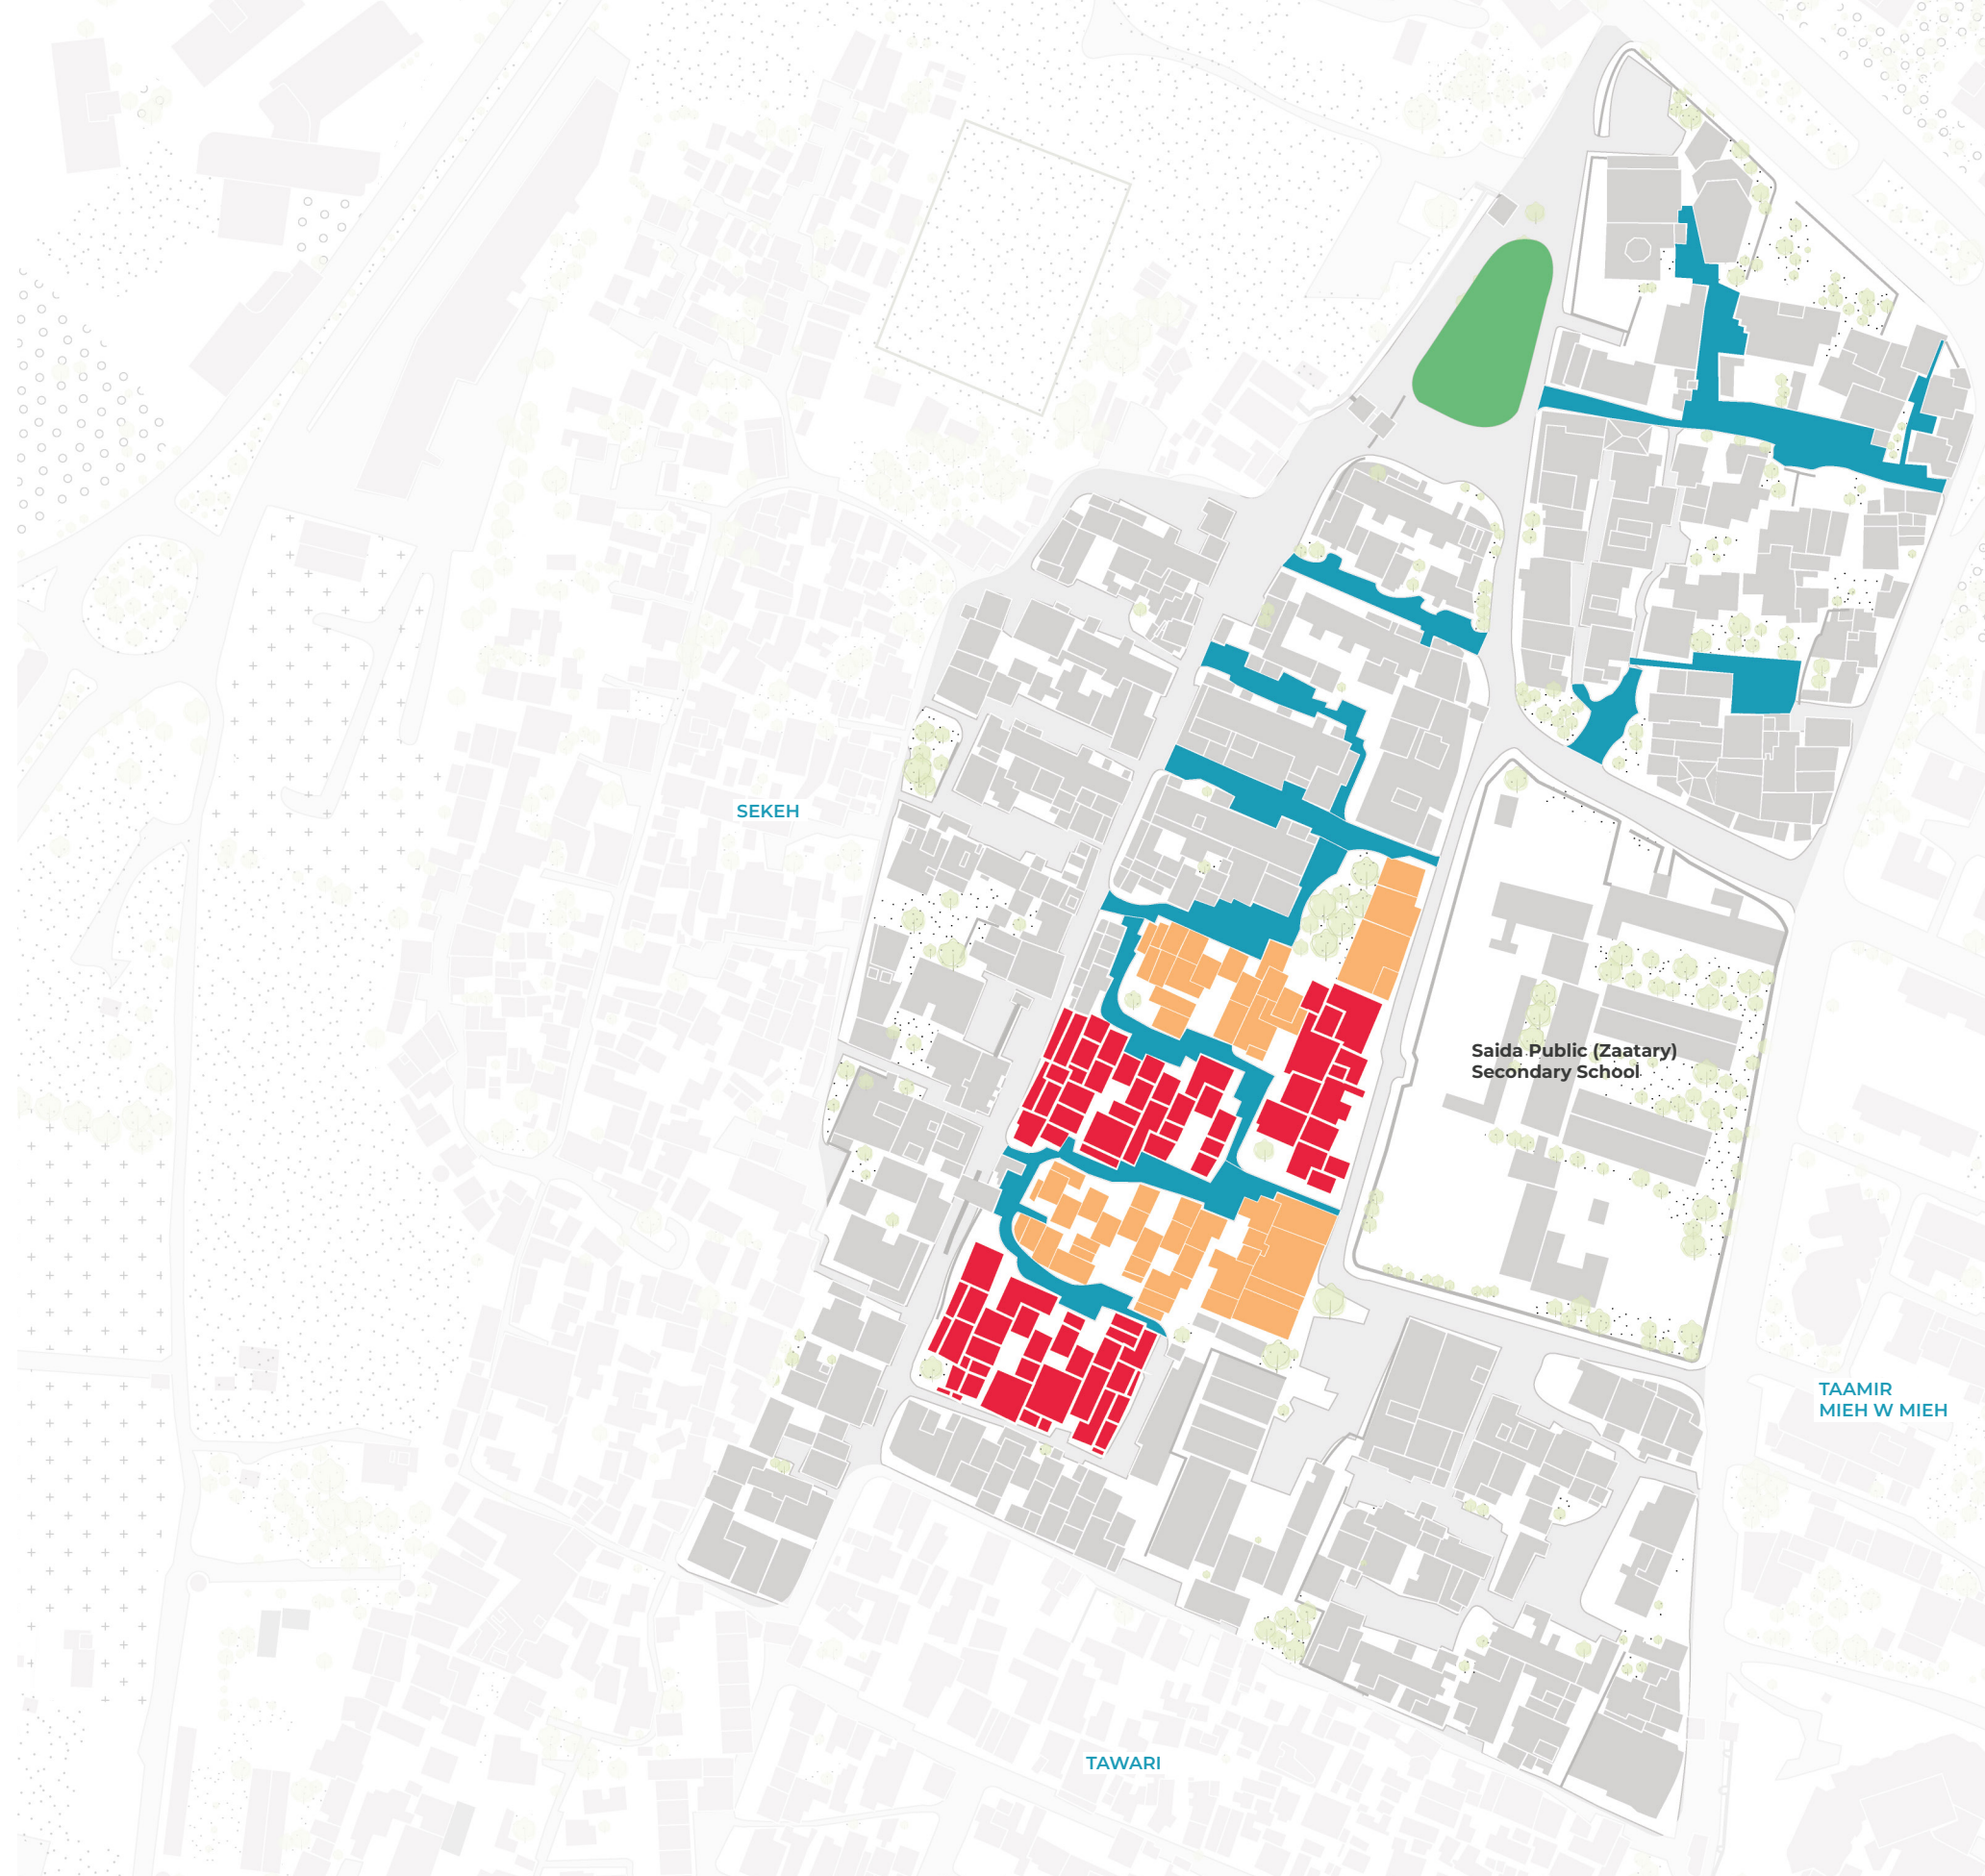 SEKEH
Saida Public (Zaatary)
Secondary School
TAAMIR
MIEH W MIEH
TAWARI